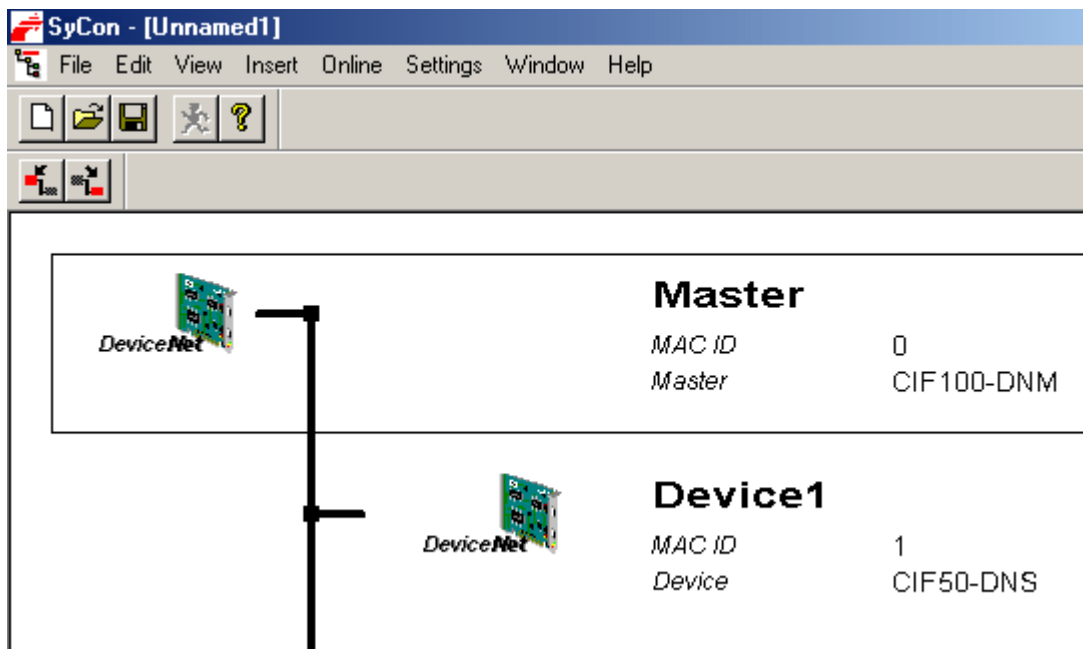 SyCon - [Unnamed1]
File Edit View Insert Online Settings Window Help
Master
DeviceNet
MAC ID 0
Master CIF100-DNM
Device1
DeviceNet
MAC ID 1
Device CIF50-DNS